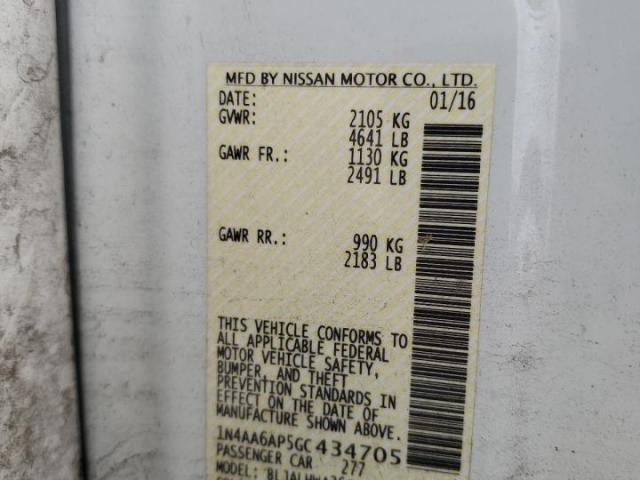 MFD BY NISSAN MOTOR CO., LTD.
DATE: 01/16
GVWR: 2105 KG
4641 LB
GAWR FR.: 1130 KG
2491 LB
GAWR RR.: 990 KG
2183 LB
THIS VEHICLE CONFORMS TO
ALL APPLICABLE FEDERAL
MOTOR VEHICLE SAFETY,
BUMPER, AND THEFT
PREVENTION STANDARDS IN
EFFECT ON THE DATE OF
MANUFACTURE SHOWN ABOVE.
1N4AA6AP5GC434705
PASSENGER CAR 277
MODEL: